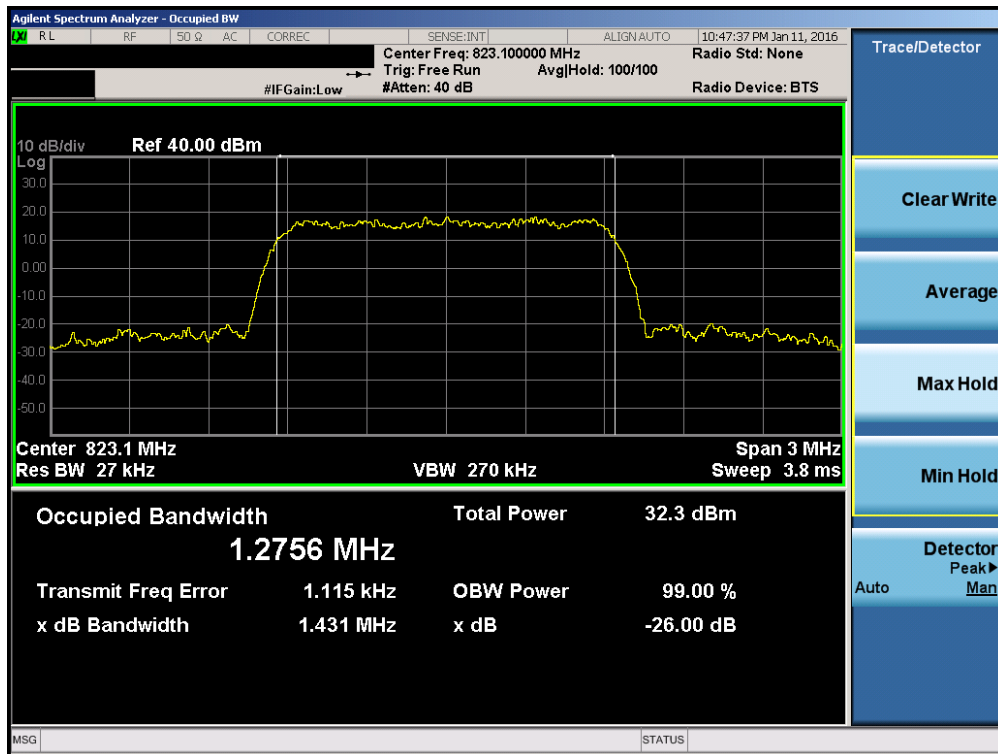 Agilent Spectrum Analyzer - Occupied BW
LXI RL RF 50 Ω AC CORREC SENSE:INT ALIGN AUTO 10:47:37 PM Jan 11, 2016
Center Freq: 823.100000 MHz Radio Std: None
Trig: Free Run Avg|Hold: 100/100
#IFGain:Low #Atten: 40 dB Radio Device: BTS
10 dB/div Ref 40.00 dBm
Log
30.0
20.0
10.0
0.00
-10.0
-20.0
-30.0
-40.0
-50.0
Center 823.1 MHz Span 3 MHz
Res BW 27 kHz VBW 270 kHz Sweep 3.8 ms
Occupied Bandwidth Total Power 32.3 dBm
1.2756 MHz
Transmit Freq Error 1.115 kHz OBW Power 99.00 %
x dB Bandwidth 1.431 MHz x dB -26.00 dB
MSG STATUS
Trace/Detector
Clear Write
Average
Max Hold
Min Hold
Detector
Peak▶
Auto Man